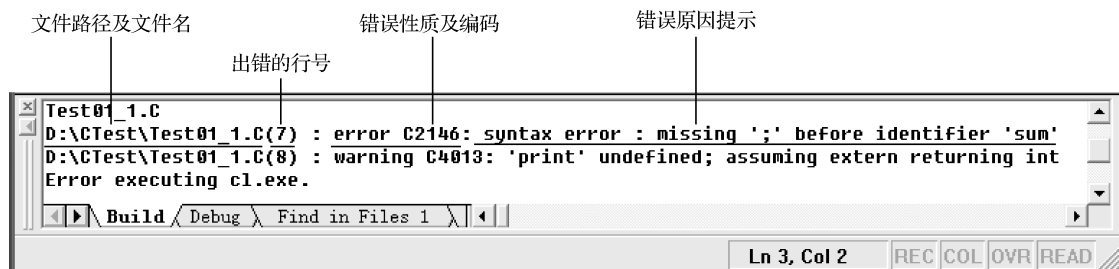 文件路径及文件名
错误性质及编码
错误原因提示
出错的行号
Test01_1.C
D:\CTest\Test01_1.C(7) : error C2146: syntax error : missing ';' before identifier 'sum'
D:\CTest\Test01_1.C(8) : warning C4013: 'print' undefined; assuming extern returning int
Error executing cl.exe.
Build Debug Find in Files 1
Ln 3, Col 2 REC COL OVR READ